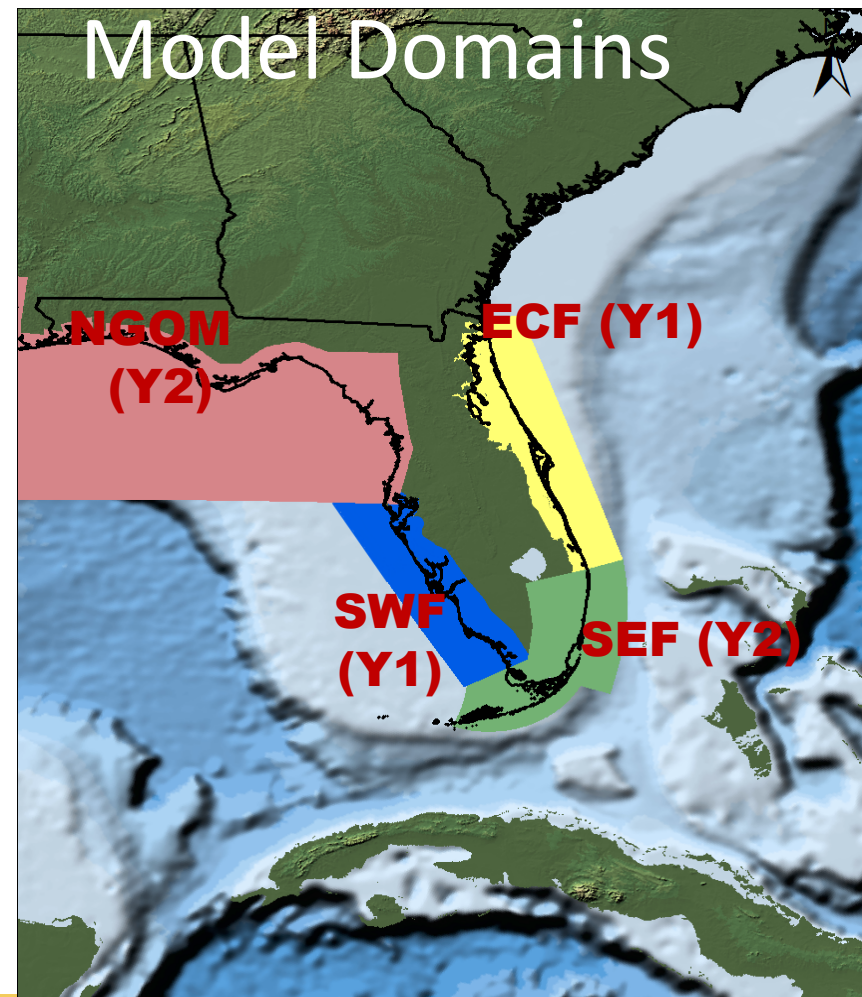 Model Domains
NGOM
(Y2)
ECF (Y1)
SWF
(Y1)
SEF (Y2)